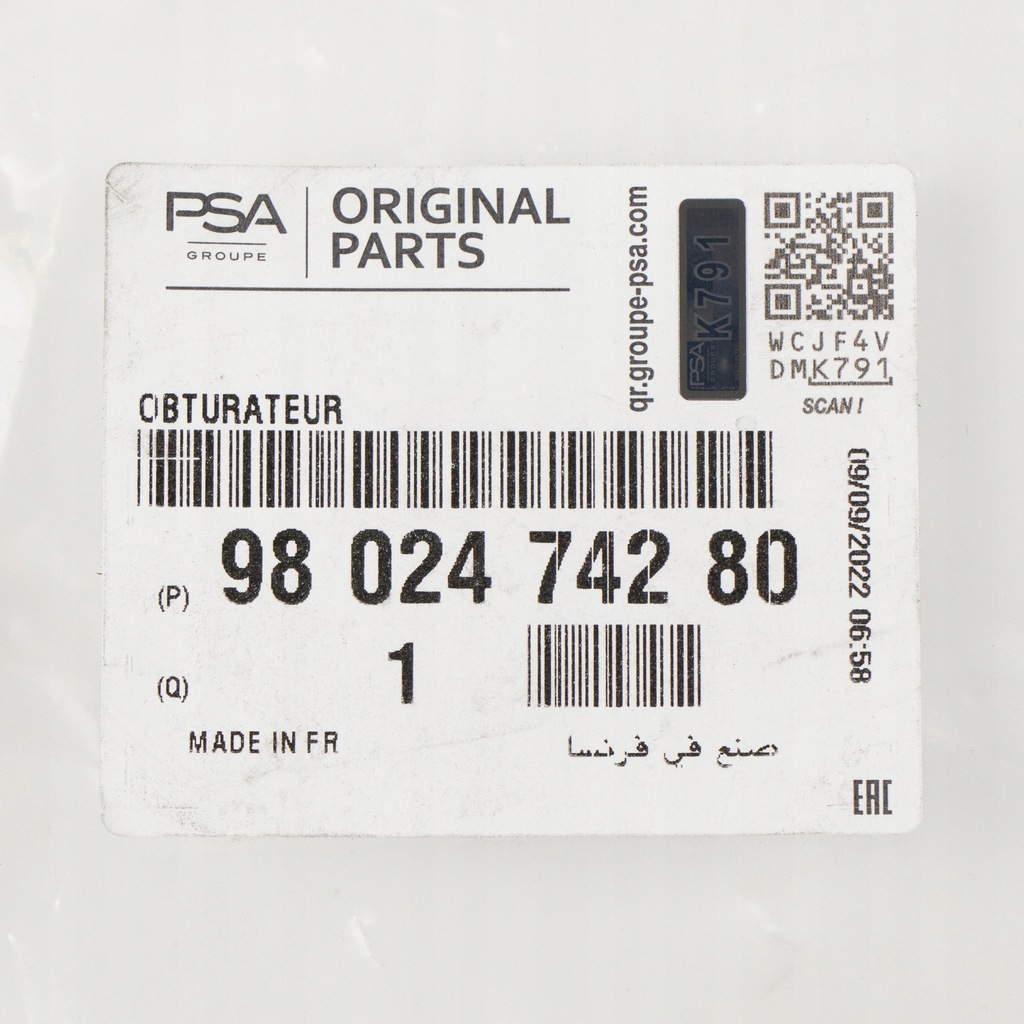 PSA
GROUPE
ORIGINAL
PARTS
qr.groupe-psa.com
PSA
K791
WCJF4V
DMK791
SCAN !
OBTURATEUR
(P) 98 024 742 80
(Q) 1
09/09/2022 06:58
MADE IN FR
صنع في فرنسا
EAC